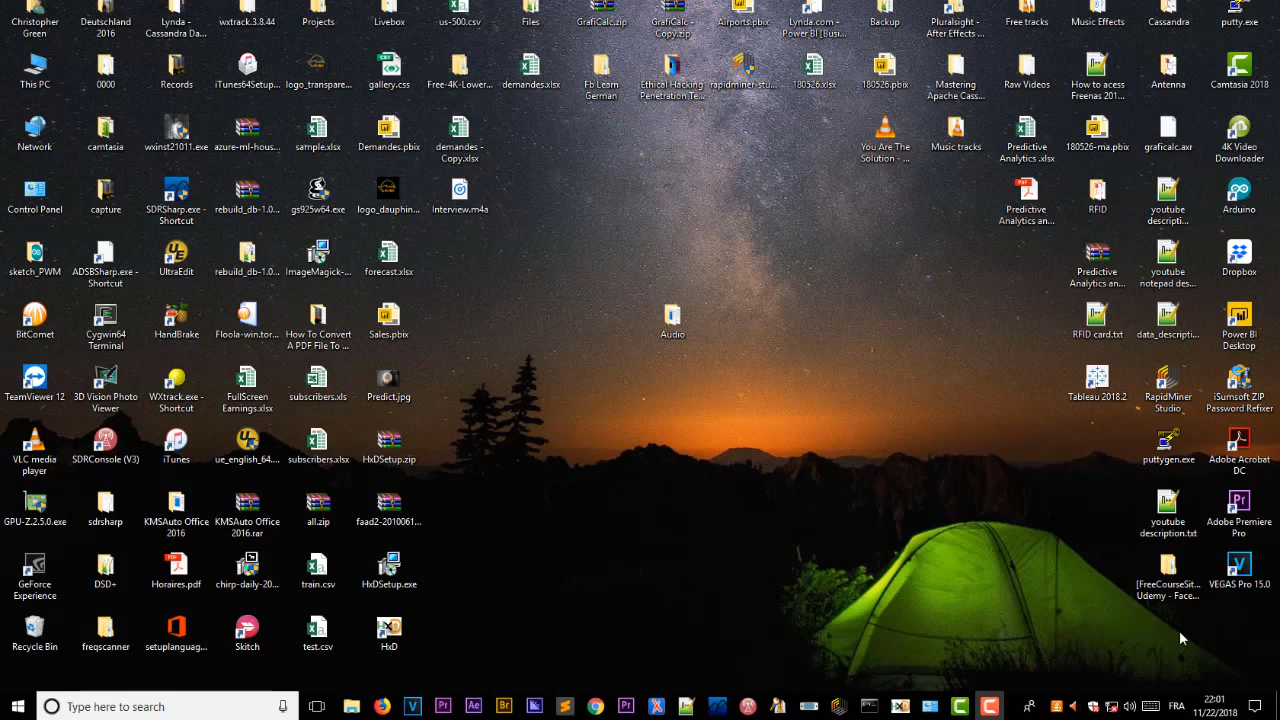 Christopher
Green
Deutschland
2016
Lynda -
Cassandra Da...
wxtrack.3.8.44
Projects
Livebox
us-500.csv
Files
GrafiCalc.zip
GrafiCalc -
Copy.zip
Airports.pbix
Lynda.com -
Power BI [Busi...
Backup
Pluralsight -
After Effects ...
Free tracks
Music Effects
Cassandra
putty.exe
This PC
0000
Records
iTunes64Setup...
logo_transpare...
gallery.css
Free-4K-Lower...
demandes.xlsx
Fb Learn
German
Ethical Hacking
Penetration Te...
rapidminer-stu...
180526.xlsx
180526.pbix
Mastering
Apache Cass...
Raw Videos
How to acess
Freenas 201...
Antenna
Camtasia 2018
Network
camtasia
wxinst21011.exe
azure-ml-hous...
sample.xlsx
Demandes.pbix
demandes -
Copy.xlsx
You Are The
Solution - ...
Music tracks
Predictive
Analytics .xlsx
180526-ma.pbix
graficalc.axr
4K Video
Downloader
Control Panel
capture
SDRSharp.exe -
Shortcut
rebuild_db-1.0...
gs925w64.exe
logo_dauphin...
Interview.m4a
Predictive
Analytics an...
RFID
youtube
descripti...
Arduino
sketch_PWM
ADSBSharp.exe -
Shortcut
UltraEdit
rebuild_db-1.0...
ImageMagick-...
forecast.xlsx
Predictive
Analytics an...
youtube
notepad des...
Dropbox
BitComet
Cygwin64
Terminal
HandBrake
Floola-win.tor...
How To Convert
A PDF File To ...
Sales.pbix
Audio
RFID card.txt
data_descripti...
Power BI
Desktop
TeamViewer 12
3D Vision Photo
Viewer
WXtrack.exe -
Shortcut
FullScreen
Earnings.xlsx
subscribers.xls
Predict.jpg
Tableau 2018.2
RapidMiner
Studio
iSumsoft ZIP
Password Refixer
VLC media
player
SDRConsole (V3)
iTunes
ue_english_64...
subscribers.xlsx
HxDSetup.zip
puttygen.exe
Adobe Acrobat
DC
GPU-Z.2.5.0.exe
sdrsharp
KMSAuto Office
2016
KMSAuto Office
2016.rar
all.zip
faad2-2010061...
youtube
description.txt
Adobe Premiere
Pro
GeForce
Experience
DSD+
Horaires.pdf
chirp-daily-20...
train.csv
HxDSetup.exe
[FreeCourseSit...
Udemy - Face...
VEGAS Pro 15.0
Recycle Bin
freqscanner
setuplanguag...
Skitch
test.csv
HxD
Type here to search
FRA
22:01
11/22/2018